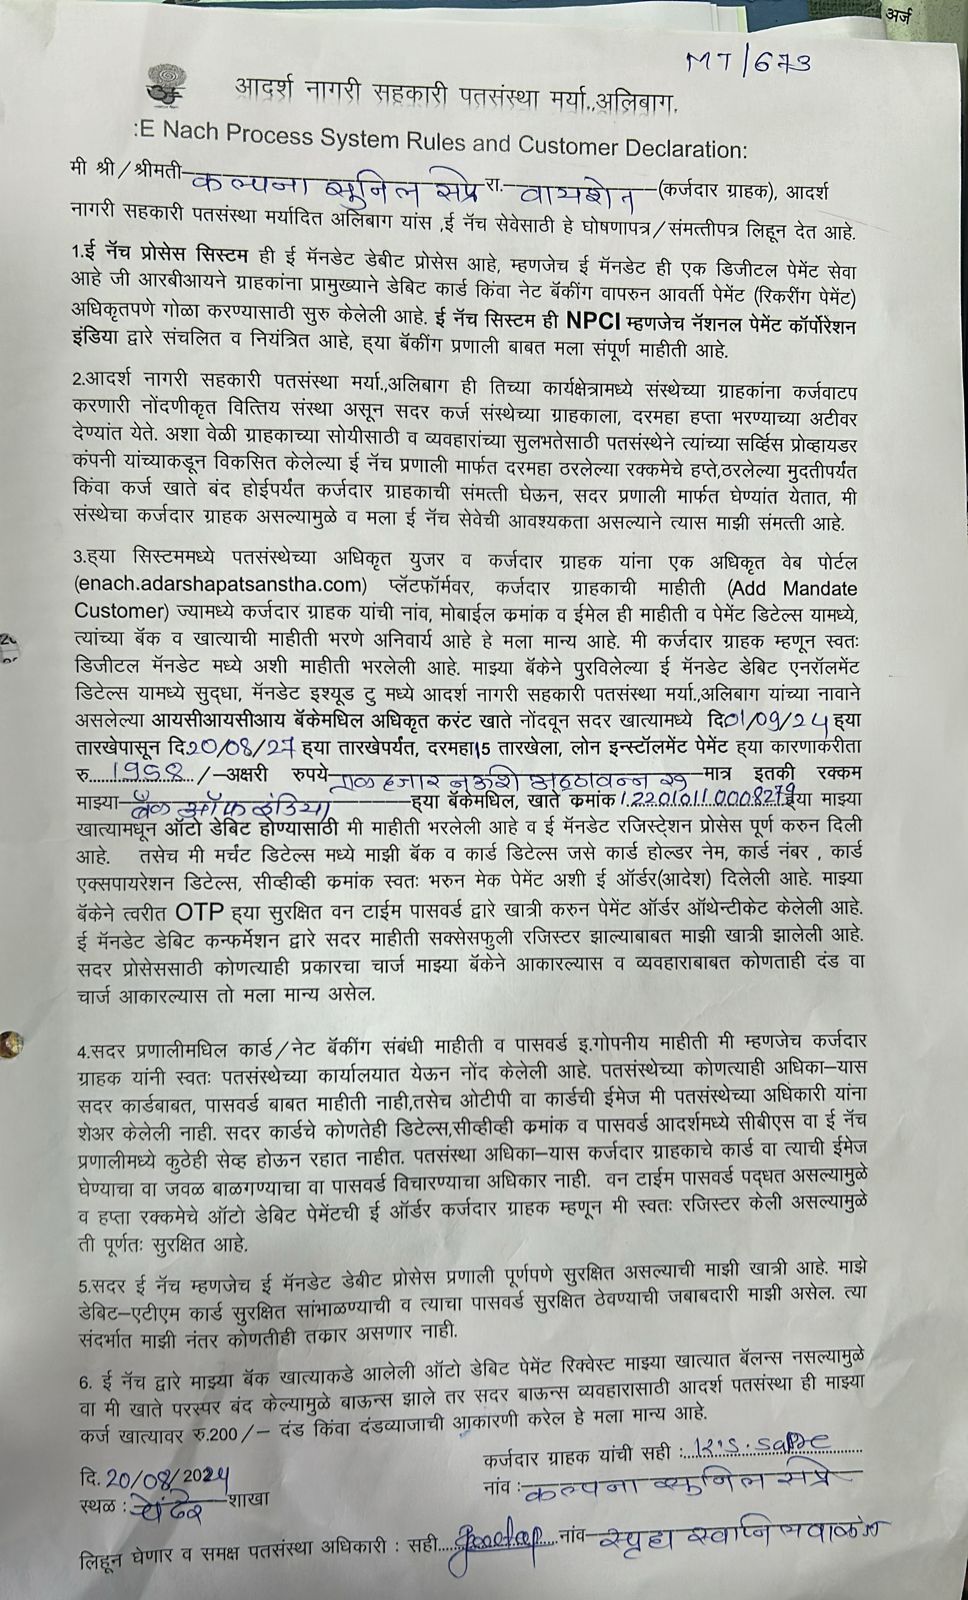 अर्ज
MT/673
आदर्श नागरी सहकारी पतसंस्था मर्या.,अलिबाग.
:E Nach Process System Rules and Customer Declaration:
मी श्री/श्रीमती-कल्पना सुनिल सप्रे रा.-वायशेत-(कर्जदार ग्राहक), आदर्श
नागरी सहकारी पतसंस्था मर्यादित अलिबाग यांस ,ई नॅच सेवेसाठी हे घोषणापत्र/संमत्तीपत्र लिहून देत आहे.
1.ई नॅच प्रोसेस सिस्टम ही ई मॅनडेट डेबीट प्रोसेस आहे, म्हणजेच ई मॅनडेट ही एक डिजीटल पेमेंट सेवा
आहे जी आरबीआयने ग्राहकांना प्रामुख्याने डेबिट कार्ड किंवा नेट बॅकींग वापरुन आवर्ती पेमेंट (रिकरींग पेमेंट)
अधिकृतपणे गोळा करण्यासाठी सुरु केलेली आहे. ई नॅच सिस्टम ही NPCI म्हणजेच नॅशनल पेमेंट कॉर्पोरेशन
इंडिया द्वारे संचलित व नियंत्रित आहे, ह्या बॅकींग प्रणाली बाबत मला संपूर्ण माहीती आहे.
2.आदर्श नागरी सहकारी पतसंस्था मर्या.,अलिबाग ही तिच्या कार्यक्षेत्रामध्ये संस्थेच्या ग्राहकांना कर्जवाटप
करणारी नोंदणीकृत वित्तिय संस्था असून सदर कर्ज संस्थेच्या ग्राहकाला, दरमहा हप्ता भरण्याच्या अटीवर
देण्यांत येते. अशा वेळी ग्राहकाच्या सोयीसाठी व व्यवहारांच्या सुलभतेसाठी पतसंस्थेने त्यांच्या सर्व्हिस प्रोव्हायडर
कंपनी यांच्याकडून विकसित केलेल्या ई नॅच प्रणाली मार्फत दरमहा ठरलेल्या रक्कमेचे हप्ते,ठरलेल्या मुदतीपर्यंत
किंवा कर्ज खाते बंद होईपर्यंत कर्जदार ग्राहकाची संमत्ती घेऊन, सदर प्रणाली मार्फत घेण्यांत येतात, मी
संस्थेचा कर्जदार ग्राहक असल्यामुळे व मला ई नॅच सेवेची आवश्यकता असल्याने त्यास माझी संमत्ती आहे.
3.ह्या सिस्टममध्ये पतसंस्थेच्या अधिकृत युजर व कर्जदार ग्राहक यांना एक अधिकृत वेब पोर्टल
(enach.adarshapatsanstha.com) प्लॅटफॉर्मवर, कर्जदार ग्राहकाची माहीती (Add Mandate
Customer) ज्यामध्ये कर्जदार ग्राहक यांची नांव, मोबाईल क्रमांक व ईमेल ही माहीती व पेमेंट डिटेल्स यामध्ये,
त्यांच्या बॅक व खात्याची माहीती भरणे अनिवार्य आहे हे मला मान्य आहे. मी कर्जदार ग्राहक म्हणून स्वतः
डिजीटल मॅनडेट मध्ये अशी माहीती भरलेली आहे. माझ्या बॅकेने पुरविलेल्या ई मॅनडेट डेबिट एनरॉलमेंट
डिटेल्स यामध्ये सुद्धा, मॅनडेट इश्यूड टु मध्ये आदर्श नागरी सहकारी पतसंस्था मर्या.,अलिबाग यांच्या नावाने
असलेल्या आयसीआयसीआय बॅकेमधिल अधिकृत करंट खाते नोंदवून सदर खात्यामध्ये दि01/09/24 ह्या
तारखेपासून दि.20/08/27 ह्या तारखेपर्यंत, दरमहा15 तारखेला, लोन इन्स्टॉलमेंट पेमेंट ह्या कारणाकरीता
रु.....1958...../-अक्षरी रुपये-एक हजार नऊशे अठ्ठावन्न रु-मात्र इतकी रक्कम
माझ्या-बँक ऑफ इंडिया-ह्या बॅकेमधिल, खाते क्रमांक122010110008279ह्या माझ्या
खात्यामधून ऑटो डेबिट होण्यासाठी मी माहीती भरलेली आहे व ई मॅनडेट रजिस्ट्रेशन प्रोसेस पूर्ण करुन दिली
आहे. तसेच मी मर्चंट डिटेल्स मध्ये माझी बॅक व कार्ड डिटेल्स जसे कार्ड होल्डर नेम, कार्ड नंबर , कार्ड
एक्सपायरेशन डिटेल्स, सीव्हीव्ही क्रमांक स्वतः भरुन मेक पेमेंट अशी ई ऑर्डर(आदेश) दिलेली आहे. माझ्या
बॅकेने त्वरीत OTP ह्या सुरक्षित वन टाईम पासवर्ड द्वारे खात्री करुन पेमेंट ऑर्डर ऑथेन्टीकेट केलेली आहे.
ई मॅनडेट डेबिट कन्फर्मेशन द्वारे सदर माहीती सक्सेसफुली रजिस्टर झाल्याबाबत माझी खात्री झालेली आहे.
सदर प्रोसेससाठी कोणत्याही प्रकारचा चार्ज माझ्या बॅकेने आकारल्यास व व्यवहाराबाबत कोणताही दंड वा
चार्ज आकारल्यास तो मला मान्य असेल.
4.सदर प्रणालीमधिल कार्ड/नेट बॅकींग संबंधी माहीती व पासवर्ड इ.गोपनीय माहीती मी म्हणजेच कर्जदार
ग्राहक यांनी स्वतः पतसंस्थेच्या कार्यालयात येऊन नोंद केलेली आहे. पतसंस्थेच्या कोणत्याही अधिका-यास
सदर कार्डबाबत, पासवर्ड बाबत माहीती नाही,तसेच ओटीपी वा कार्डची ईमेज मी पतसंस्थेच्या अधिकारी यांना
शेअर केलेली नाही. सदर कार्डचे कोणतेही डिटेल्स,सीव्हीव्ही क्रमांक व पासवर्ड आदर्शमध्ये सीबीएस वा ई नॅच
प्रणालीमध्ये कुठेही सेव्ह होऊन रहात नाहीत. पतसंस्था अधिका-यास कर्जदार ग्राहकाचे कार्ड वा त्याची ईमेज
घेण्याचा वा जवळ बाळगण्याचा वा पासवर्ड विचारण्याचा अधिकार नाही. वन टाईम पासवर्ड पद्धत असल्यामुळे
व हप्ता रक्कमेचे ऑटो डेबिट पेमेंटची ई ऑर्डर कर्जदार ग्राहक म्हणून मी स्वतः रजिस्टर केली असल्यामुळे
ती पूर्णतः सुरक्षित आहे.
5.सदर ई नॅच म्हणजेच ई मॅनडेट डेबीट प्रोसेस प्रणाली पूर्णपणे सुरक्षित असल्याची माझी खात्री आहे. माझे
डेबिट-एटीएम कार्ड सुरक्षित सांभाळण्याची व त्याचा पासवर्ड सुरक्षित ठेवण्याची जबाबदारी माझी असेल. त्या
संदर्भात माझी नंतर कोणतीही तकार असणार नाही.
6. ई नॅच द्वारे माझ्या बॅक खात्याकडे आलेली ऑटो डेबिट पेमेंट रिक्वेस्ट माझ्या खात्यात बॅलन्स नसल्यामुळे
वा मी खाते परस्पर बंद केल्यामुळे बाऊन्स झाले तर सदर बाऊन्स व्यवहारासाठी आदर्श पतसंस्था ही माझ्या
कर्ज खात्यावर रु.200/- दंड किंवा दंडव्याजाची आकारणी करेल हे मला मान्य आहे.
कर्जदार ग्राहक यांची सही :K.S. Sapre
दि. 20/08/2024
नांव :-कल्पना सुनिल सप्रे
स्थळ :-चेंढरे-शाखा
लिहून घेणार व समक्ष पतसंस्था अधिकारी : सही..........नांव-स्पृहा स्वाप्नि